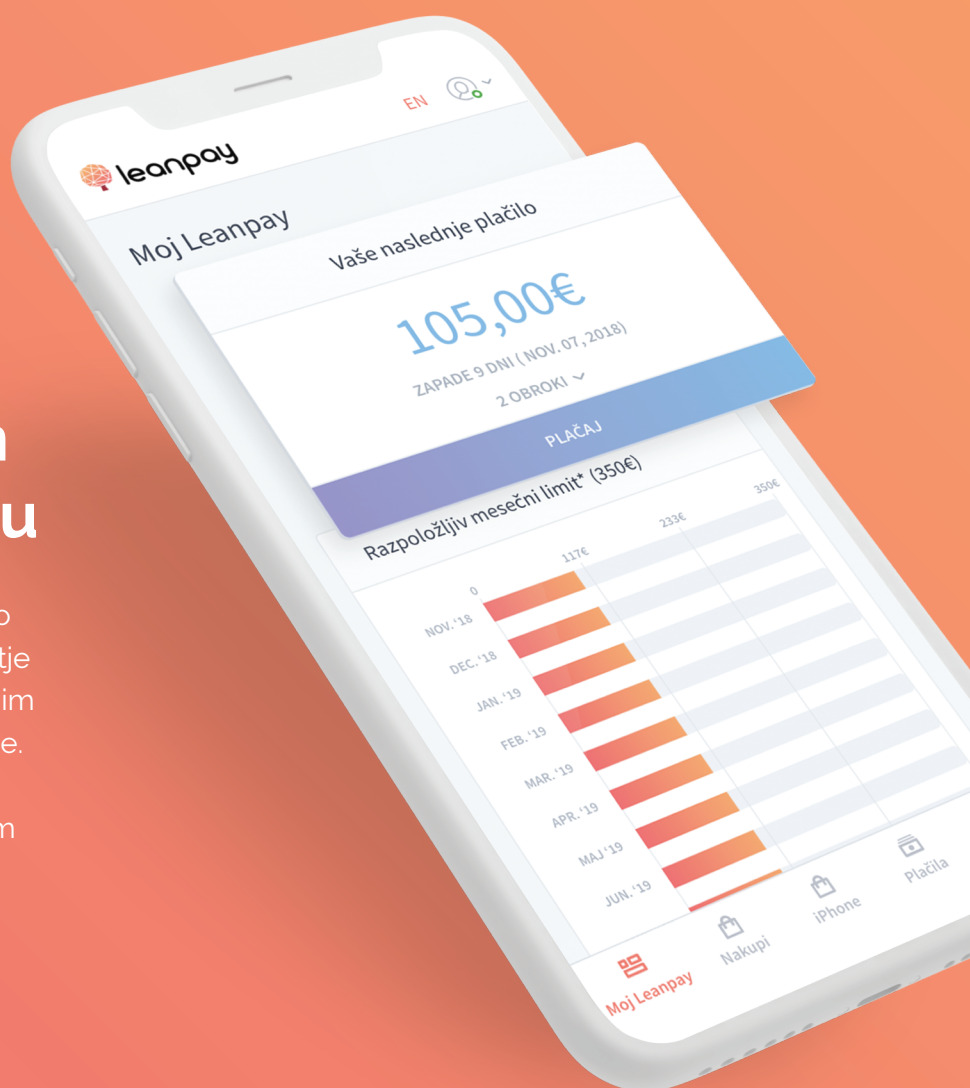 EN
leanpay
Moj Leanpay
Vaše naslednje plačilo
105,00€
ZAPADE 9 DNI ( NOV. 07, 2018)
2 OBROKI
PLAČAJ
Razpoložljiv mesečni limit* (350€)
0 117€ 233€ 350€
NOV. ‘18
DEC. ‘18
JAN. ‘19
FEB. ‘19
MAR. ‘19
APR. ‘19
MAJ ‘19
JUN. ‘19
Moj Leanpay
Nakupi
iPhone
Plačila